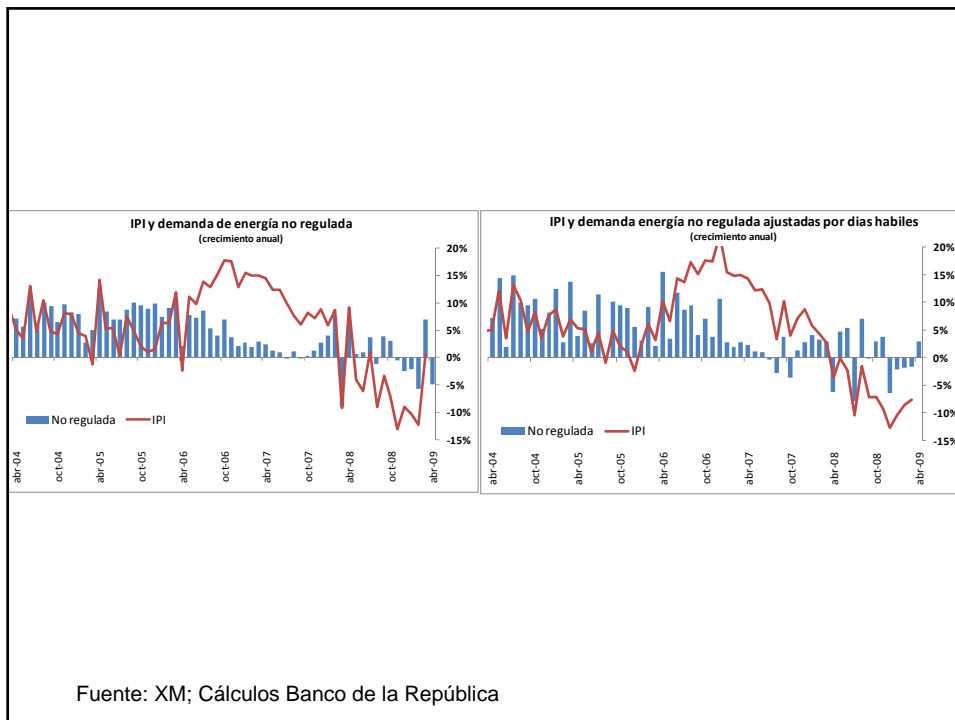 IPI y demanda de energía no regulada
(crecimiento anual)
20%
15%
10%
5%
0%
-5%
-10%
-15%
No regulada
IPI
abr-04
oct-04
abr-05
oct-05
abr-06
oct-06
abr-07
oct-07
abr-08
oct-08
abr-09
IPI y demanda energía no regulada ajustadas por dias habiles
(crecimiento anual)
20%
15%
10%
5%
0%
-5%
-10%
-15%
No regulada
IPI
abr-04
oct-04
abr-05
oct-05
abr-06
oct-06
abr-07
oct-07
abr-08
oct-08
abr-09
Fuente: XM; Cálculos Banco de la República